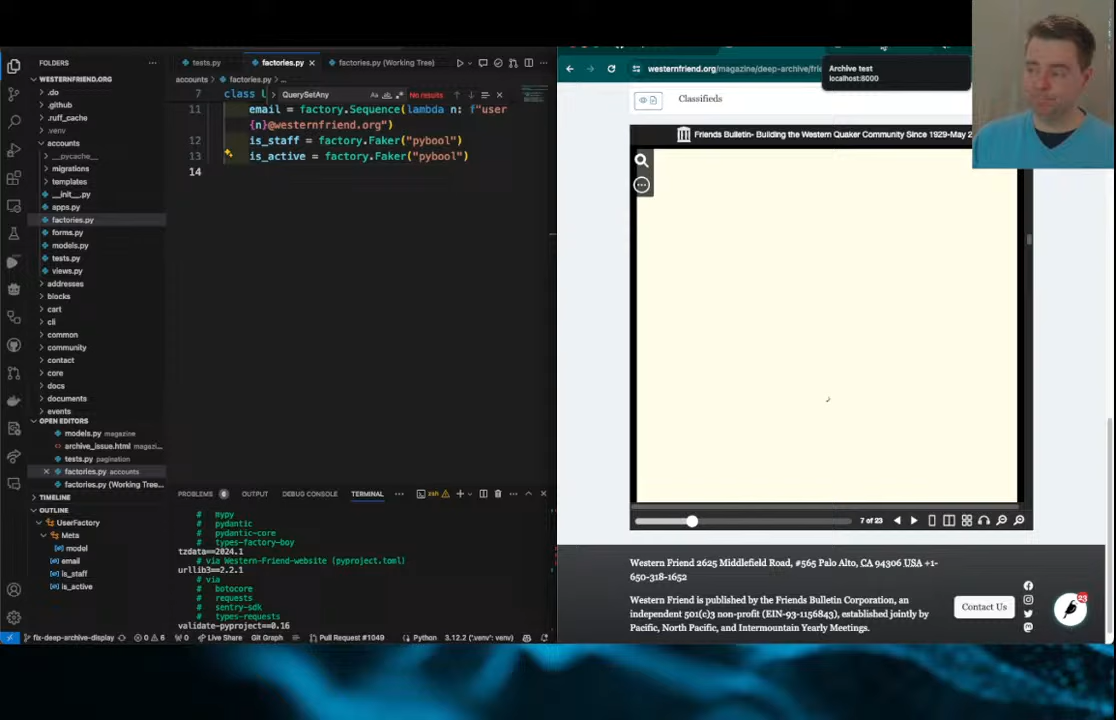 FOLDERS
WESTERNFRIEND.ORG
.do
.github
.ruff_cache
.venv
accounts
__pycache__
migrations
templates
__init__.py
apps.py
factories.py
forms.py
models.py
tests.py
views.py
addresses
blocks
cart
cli
common
community
contact
core
docs
documents
events
OPEN EDITORS
models.py magazine
archive_issue.html magazi...
tests.py pagination
factories.py accounts
factories.py (Working Tree...
TIMELINE
OUTLINE
UserFactory
Meta
model
email
is_staff
is_active
tests.py
factories.py
factories.py (Working Tree)
accounts
factories.py
...
7
class
QuerySetAny
No results
11
email = factory.Sequence(lambda n: f"user
{n}@westernfriend.org")
12
is_staff = factory.Faker("pybool")
13
is_active = factory.Faker("pybool")
14
PROBLEMS
OUTPUT
DEBUG CONSOLE
TERMINAL
zsh
# mypy
# pydantic
# pydantic-core
# types-factory-boy
tzdata==2024.1
# via Western-Friend-website (pyproject.toml)
urllib3==2.2.1
# via
# botocore
# requests
# sentry-sdk
# types-requests
validate-pyproject==0.16
fix-deep-archive-display
0
6
0
Live Share
Git Graph
Pull Request #1049
Python
3.12.2 ('.venv': venv)
westernfriend.org/magazine/deep-archive/frie
Archive test
localhost:8000
Classifieds
Friends Bulletin- Building the Western Quaker Community Since 1929-May 2
7 of 23
Western Friend 2625 Middlefield Road, #565 Palo Alto, CA 94306 USA +1-
650-318-1652
Western Friend is published by the Friends Bulletin Corporation, an
independent 501(c)3 non-profit (EIN-93-1156843), established jointly by
Pacific, North Pacific, and Intermountain Yearly Meetings.
Contact Us
23